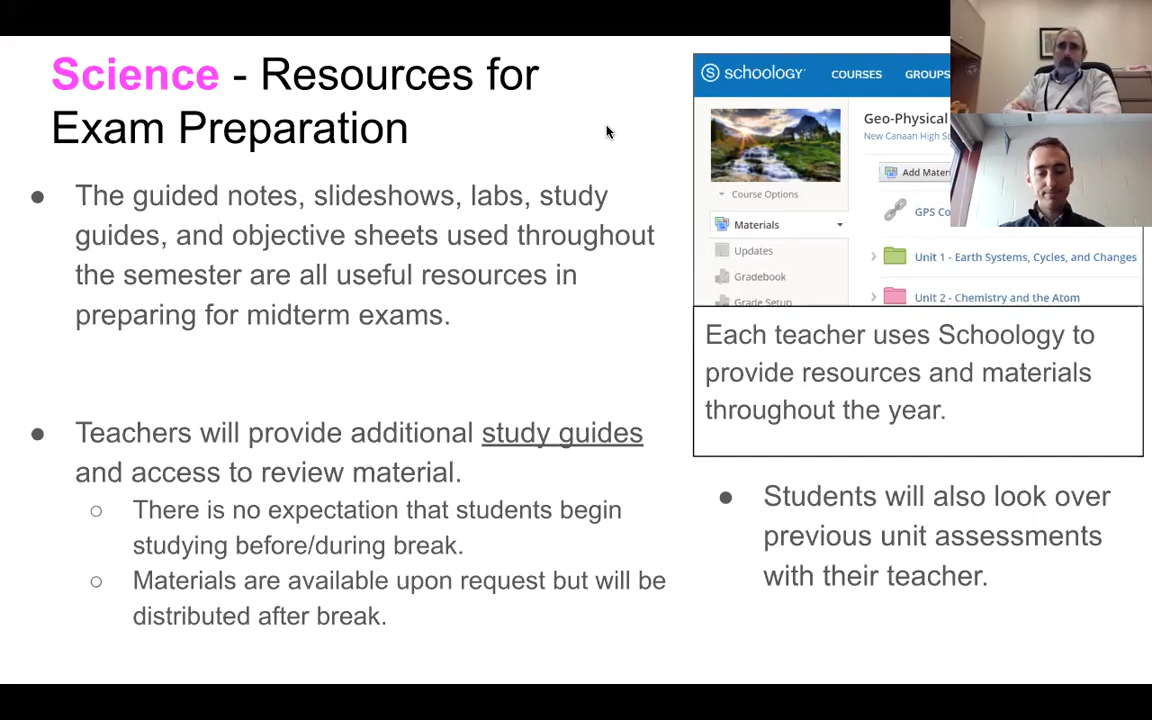 Science - Resources for
Exam Preparation
The guided notes, slideshows, labs, study
guides, and objective sheets used throughout
the semester are all useful resources in
preparing for midterm exams.
Teachers will provide additional study guides
and access to review material.
There is no expectation that students begin
studying before/during break.
Materials are available upon request but will be
distributed after break.
schoology
COURSES
GROUPS
Course Options
Materials
Updates
Gradebook
Grade Setup
Geo-Physical
New Canaan High
Add
GPS
Unit 1 - Earth Systems, Cycles, and Changes
Unit 2 - Chemistry and the Atom
Each teacher uses Schoology to
provide resources and materials
throughout the year.
Students will also look over
previous unit assessments
with their teacher.